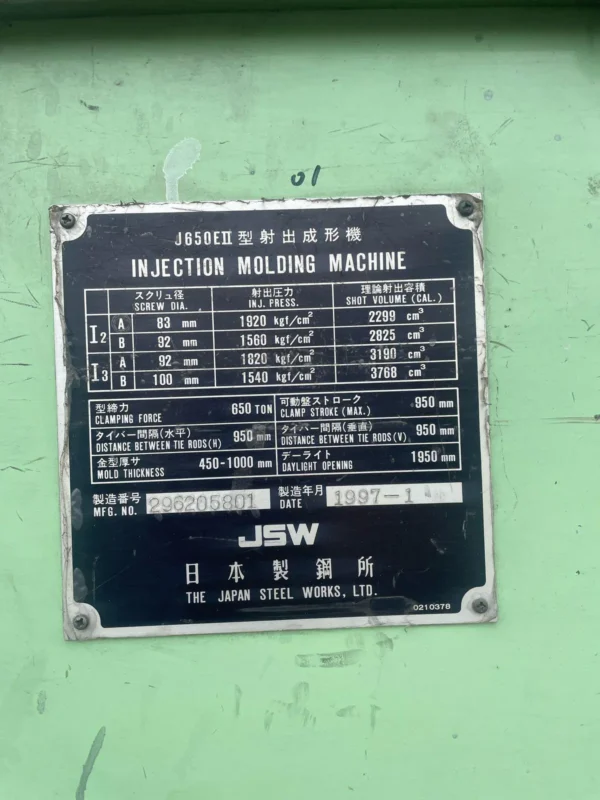 01
J650EII 型射出成形機
INJECTION MOLDING MACHINE
スクリュ径 射出圧力 理論射出容積
SCREW DIA. INJ. PRESS. SHOT VOLUME (CAL.)
I2 A 83 mm 1920 kgf/cm² 2299 cm³
B 92 mm 1560 kgf/cm² 2825 cm³
I3 A 92 mm 1820 kgf/cm² 3190 cm³
B 100 mm 1540 kgf/cm² 3768 cm³
型締力 650 TON 可動盤ストローク 950 mm
CLAMPING FORCE CLAMP STROKE (MAX.)
タイバー間隔(水平) 950 mm タイバー間隔(垂直) 950 mm
DISTANCE BETWEEN TIE RODS(H) DISTANCE BETWEEN TIE RODS(V)
金型厚サ 450-1000 mm デーライト 1950 mm
MOLD THICKNESS DAYLIGHT OPENING
製造番号 296205801 製造年月 1997-1
MFG. NO. DATE
JSW
日本製鋼所
THE JAPAN STEEL WORKS, LTD.
0210378